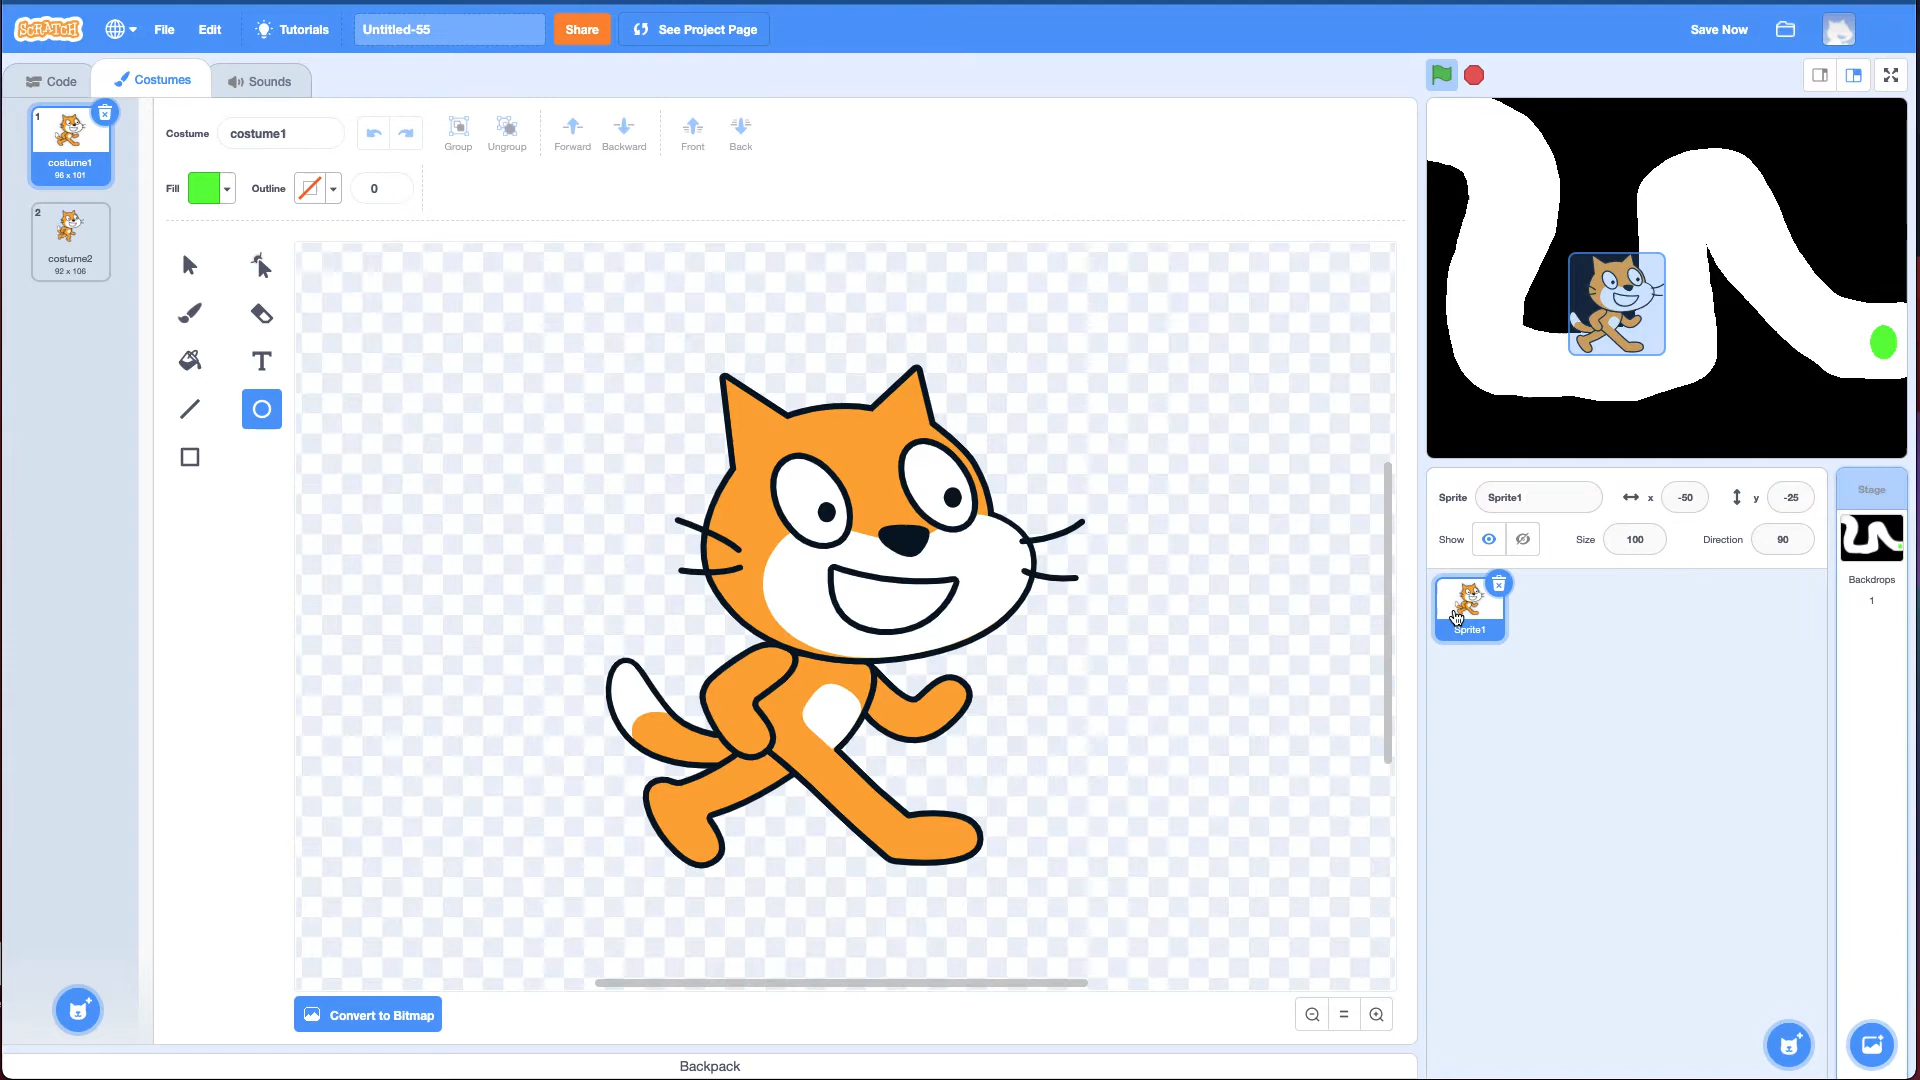 SCRATCH
File
Edit
Tutorials
Untitled-55
Share
See Project Page
Save Now
Code
Costumes
Sounds
1
costume1
96 x 101
2
costume2
92 x 106
Costume
costume1
Group
Ungroup
Forward
Backward
Front
Back
Fill
Outline
0
T
Convert to Bitmap
Backpack
Sprite
Sprite1
x
-50
y
-25
Show
Size
100
Direction
90
Sprite1
Stage
Backdrops
1